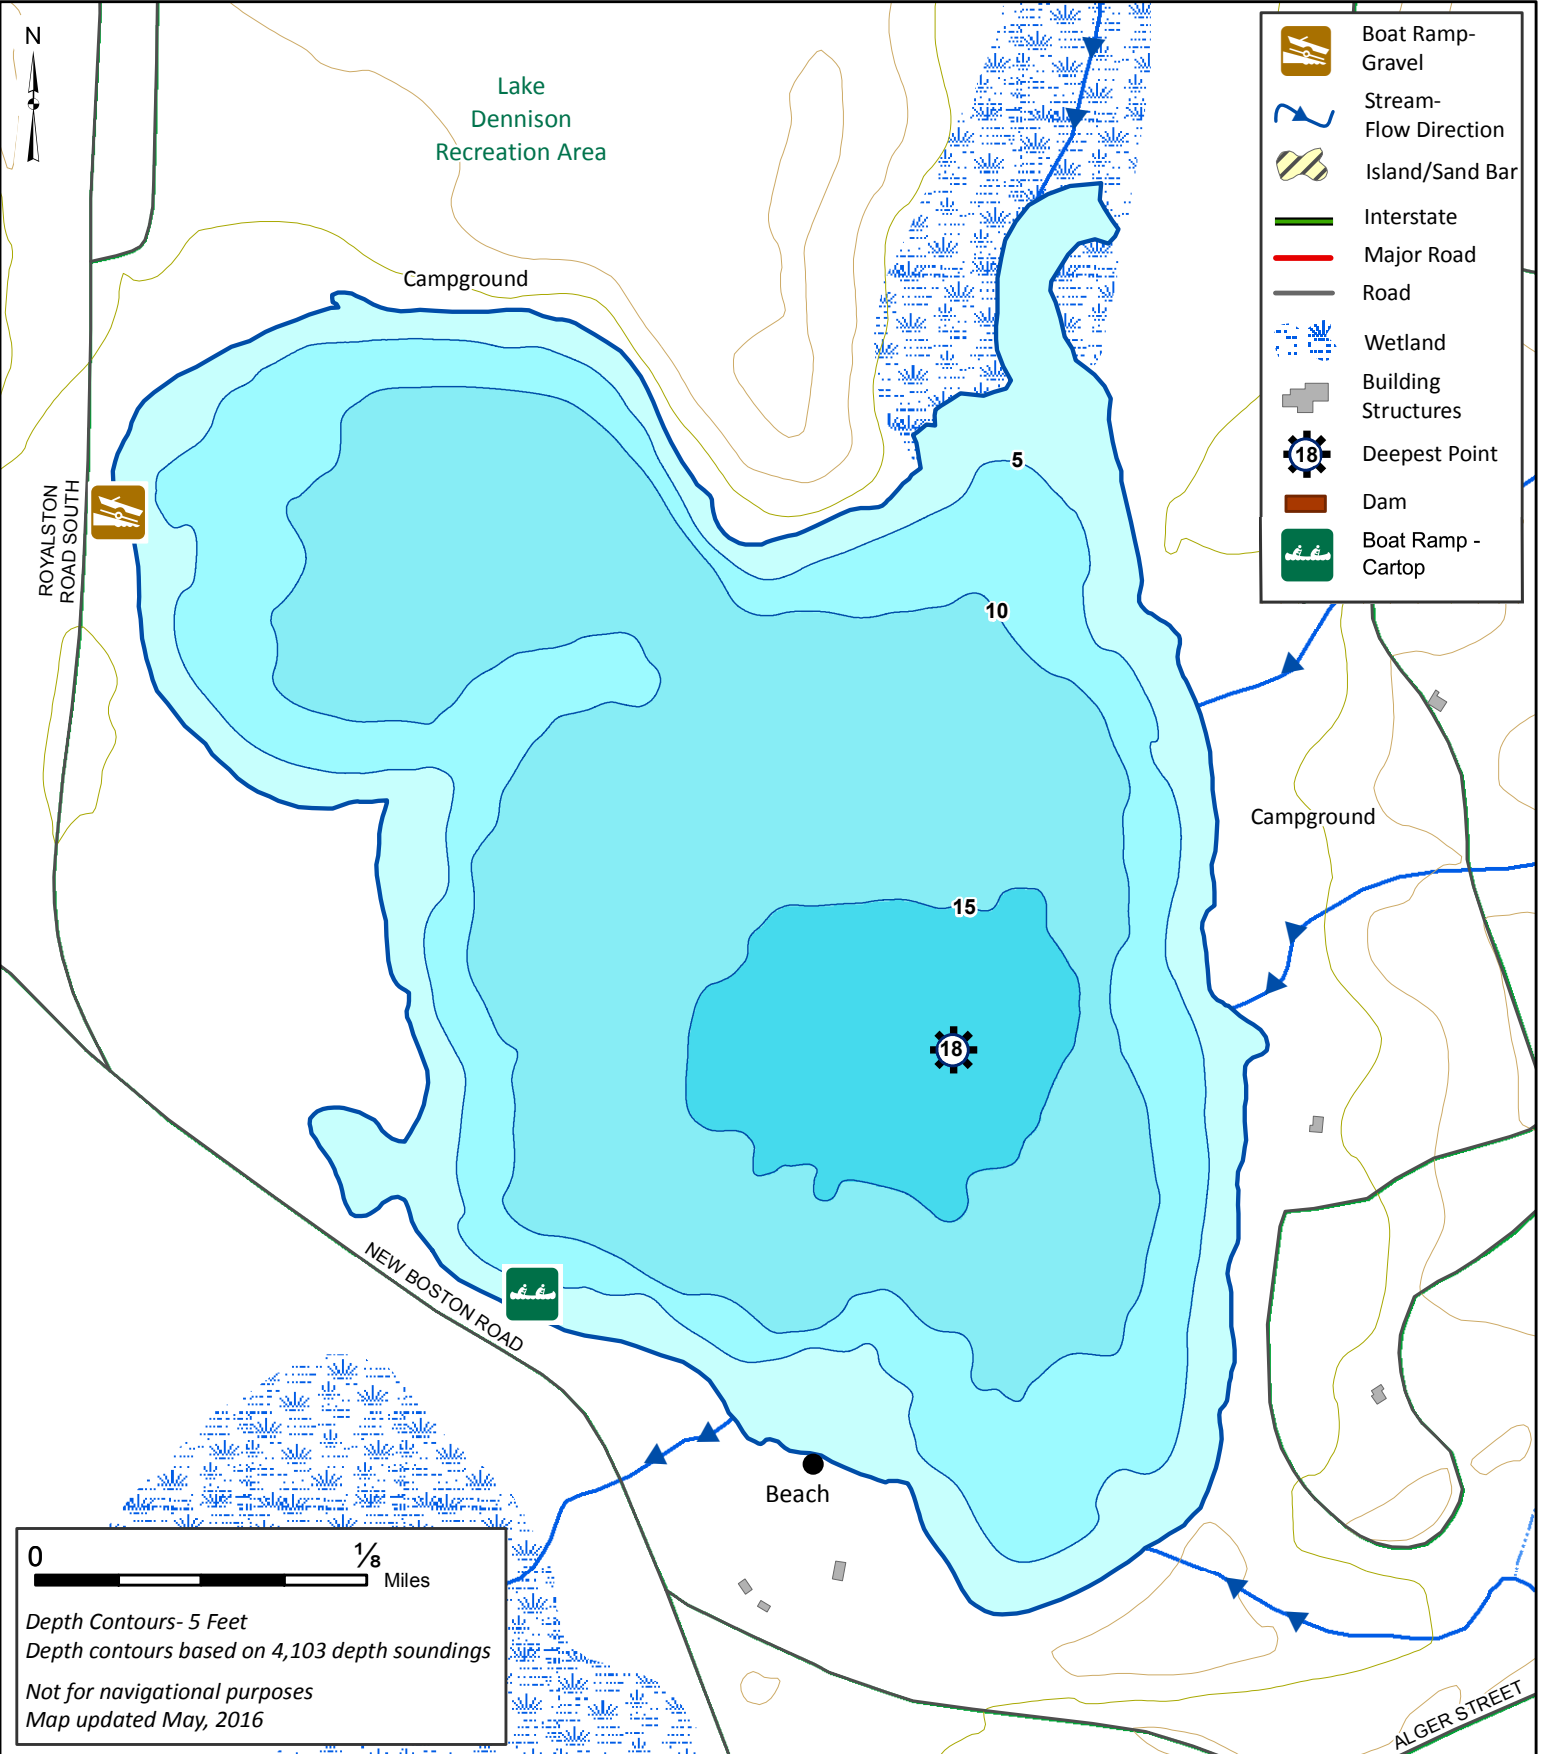 N
Lake
Dennison
Recreation Area
Campground
ROYALSTON
ROAD SOUTH
5
10
15
18
Campground
NEW BOSTON ROAD
Beach
ALGER STREET
Boat Ramp-
Gravel
Stream-
Flow Direction
Island/Sand Bar
Interstate
Major Road
Road
Wetland
Building
Structures
18
Deepest Point
Dam
Boat Ramp -
Cartop
0 ⅛
Miles
Depth Contours- 5 Feet
Depth contours based on 4,103 depth soundings
Not for navigational purposes
Map updated May, 2016